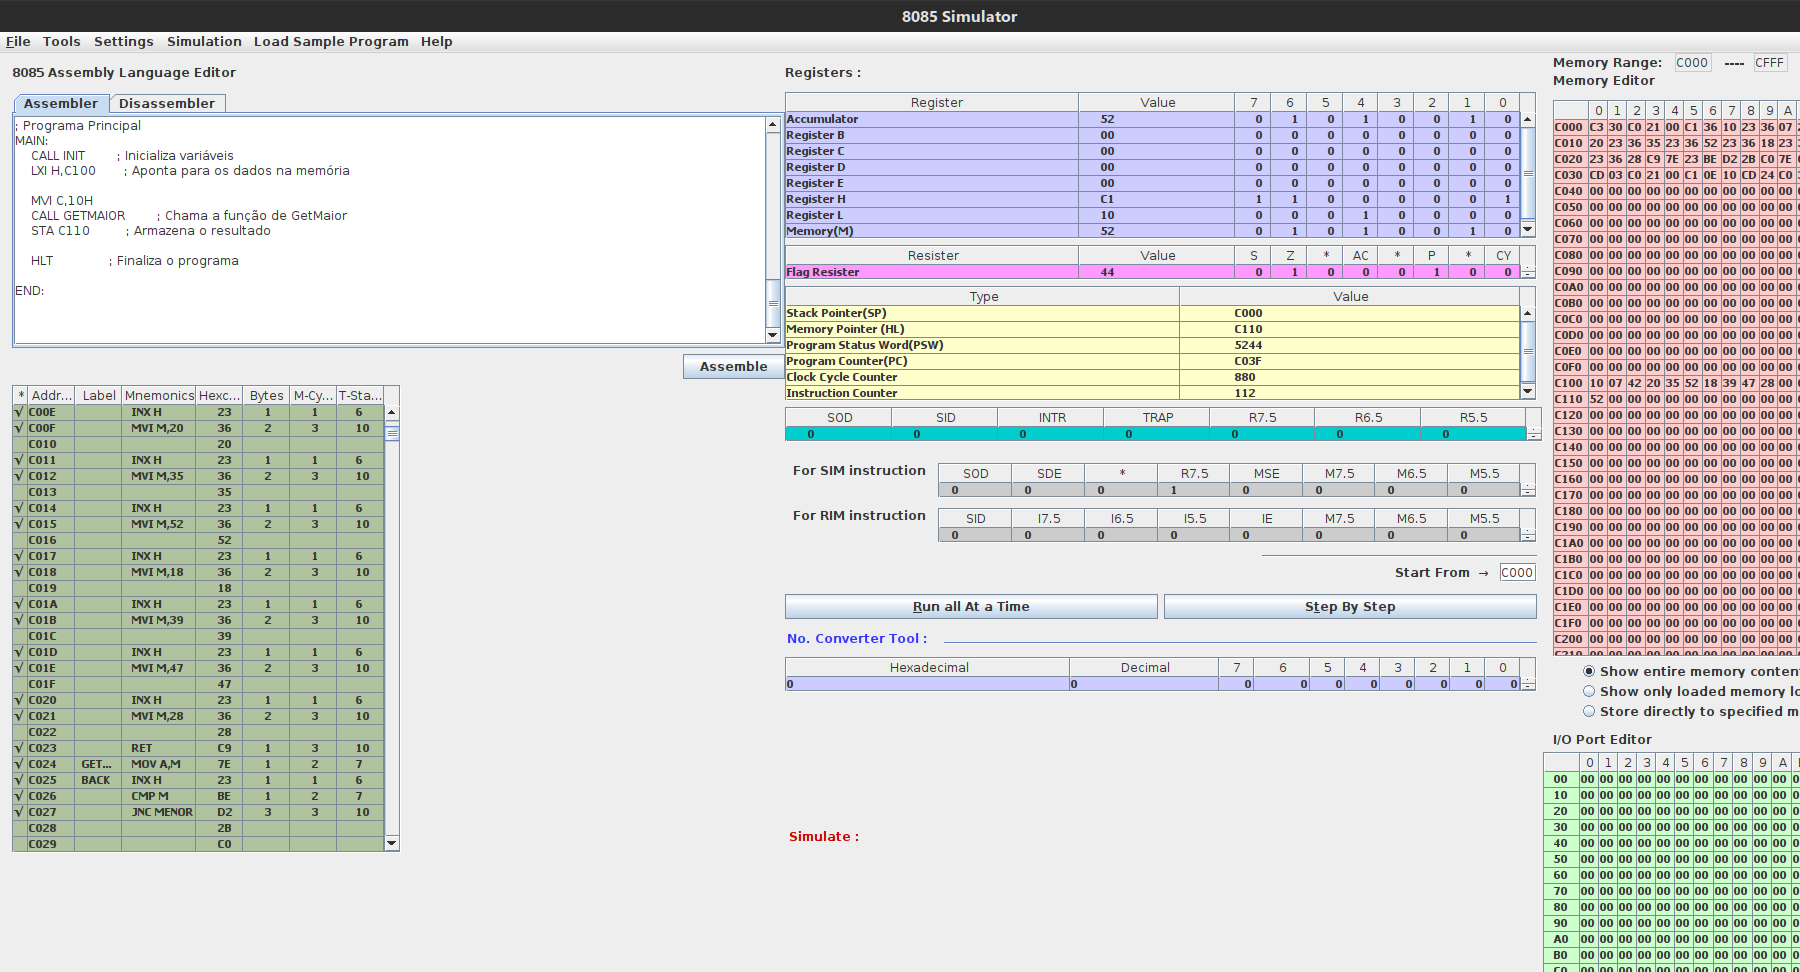 8085 Simulator
File Tools Settings Simulation Load Sample Program Help
8085 Assembly Language Editor
Assembler Disassembler
; Programa Principal
MAIN:
CALL INIT ; Inicializa variáveis
LXI H,C100 ; Aponta para os dados na memória
MVI C,10H
CALL GETMAIOR ; Chama a função de GetMaior
STA C110 ; Armazena o resultado
HLT ; Finaliza o programa
END:
Assemble
* Addr... Label Mnemonics Hexc... Bytes M-Cy... T-Sta...
√ C00E INX H 23 1 1 6
√ C00F MVI M,20 36 2 3 10
C010 20
√ C011 INX H 23 1 1 6
√ C012 MVI M,35 36 2 3 10
C013 35
√ C014 INX H 23 1 1 6
√ C015 MVI M,52 36 2 3 10
C016 52
√ C017 INX H 23 1 1 6
√ C018 MVI M,18 36 2 3 10
C019 18
√ C01A INX H 23 1 1 6
√ C01B MVI M,39 36 2 3 10
C01C 39
√ C01D INX H 23 1 1 6
√ C01E MVI M,47 36 2 3 10
C01F 47
√ C020 INX H 23 1 1 6
√ C021 MVI M,28 36 2 3 10
C022 28
√ C023 RET C9 1 3 10
√ C024 GET... MOV A,M 7E 1 2 7
√ C025 BACK INX H 23 1 1 6
√ C026 CMP M BE 1 2 7
√ C027 JNC MENOR D2 3 3 10
C028 2B
C029 C0
Registers :
Register Value 7 6 5 4 3 2 1 0
Accumulator 52 0 1 0 1 0 0 1 0
Register B 00 0 0 0 0 0 0 0 0
Register C 00 0 0 0 0 0 0 0 0
Register D 00 0 0 0 0 0 0 0 0
Register E 00 0 0 0 0 0 0 0 0
Register H C1 1 1 0 0 0 0 0 1
Register L 10 0 0 0 1 0 0 0 0
Memory(M) 52 0 1 0 1 0 0 1 0
Resister Value S Z * AC * P * CY
Flag Resister 44 0 1 0 0 0 1 0 0
Type Value
Stack Pointer(SP) C000
Memory Pointer (HL) C110
Program Status Word(PSW) 5244
Program Counter(PC) C03F
Clock Cycle Counter 880
Instruction Counter 112
SOD SID INTR TRAP R7.5 R6.5 R5.5
0 0 0 0 0 0 0
For SIM instruction SOD SDE * R7.5 MSE M7.5 M6.5 M5.5
0 0 0 1 0 0 0 0
For RIM instruction SID I7.5 I6.5 I5.5 IE M7.5 M6.5 M5.5
0 0 0 0 0 0 0 0
Start From → C000
Run all At a Time Step By Step
No. Converter Tool :
Hexadecimal Decimal 7 6 5 4 3 2 1 0
0 0 0 0 0 0 0 0 0 0
Simulate :
Memory Range: C000 ---- CFFF
Memory Editor
0 1 2 3 4 5 6 7 8 9 A
C000 C3 30 C0 21 00 C1 36 10 23 36 07
C010 20 23 36 35 23 36 52 23 36 18 23
C020 23 36 28 C9 7E 23 BE D2 2B C0 7E
C030 CD 03 C0 21 00 C1 0E 10 CD 24 C0
C040 00 00 00 00 00 00 00 00 00 00 00
C050 00 00 00 00 00 00 00 00 00 00 00
C060 00 00 00 00 00 00 00 00 00 00 00
C070 00 00 00 00 00 00 00 00 00 00 00
C080 00 00 00 00 00 00 00 00 00 00 00
C090 00 00 00 00 00 00 00 00 00 00 00
C0A0 00 00 00 00 00 00 00 00 00 00 00
C0B0 00 00 00 00 00 00 00 00 00 00 00
C0C0 00 00 00 00 00 00 00 00 00 00 00
C0D0 00 00 00 00 00 00 00 00 00 00 00
C0E0 00 00 00 00 00 00 00 00 00 00 00
C0F0 00 00 00 00 00 00 00 00 00 00 00
C100 10 07 42 20 35 52 18 39 47 28 00
C110 52 00 00 00 00 00 00 00 00 00 00
C120 00 00 00 00 00 00 00 00 00 00 00
C130 00 00 00 00 00 00 00 00 00 00 00
C140 00 00 00 00 00 00 00 00 00 00 00
C150 00 00 00 00 00 00 00 00 00 00 00
C160 00 00 00 00 00 00 00 00 00 00 00
C170 00 00 00 00 00 00 00 00 00 00 00
C180 00 00 00 00 00 00 00 00 00 00 00
C190 00 00 00 00 00 00 00 00 00 00 00
C1A0 00 00 00 00 00 00 00 00 00 00 00
C1B0 00 00 00 00 00 00 00 00 00 00 00
C1C0 00 00 00 00 00 00 00 00 00 00 00
C1D0 00 00 00 00 00 00 00 00 00 00 00
C1E0 00 00 00 00 00 00 00 00 00 00 00
C1F0 00 00 00 00 00 00 00 00 00 00 00
C200 00 00 00 00 00 00 00 00 00 00 00
Show entire memory conten
Show only loaded memory lo
Store directly to specified m
I/O Port Editor
0 1 2 3 4 5 6 7 8 9 A
00 00 00 00 00 00 00 00 00 00 00 00
10 00 00 00 00 00 00 00 00 00 00 00
20 00 00 00 00 00 00 00 00 00 00 00
30 00 00 00 00 00 00 00 00 00 00 00
40 00 00 00 00 00 00 00 00 00 00 00
50 00 00 00 00 00 00 00 00 00 00 00
60 00 00 00 00 00 00 00 00 00 00 00
70 00 00 00 00 00 00 00 00 00 00 00
80 00 00 00 00 00 00 00 00 00 00 00
90 00 00 00 00 00 00 00 00 00 00 00
A0 00 00 00 00 00 00 00 00 00 00 00
B0 00 00 00 00 00 00 00 00 00 00 00